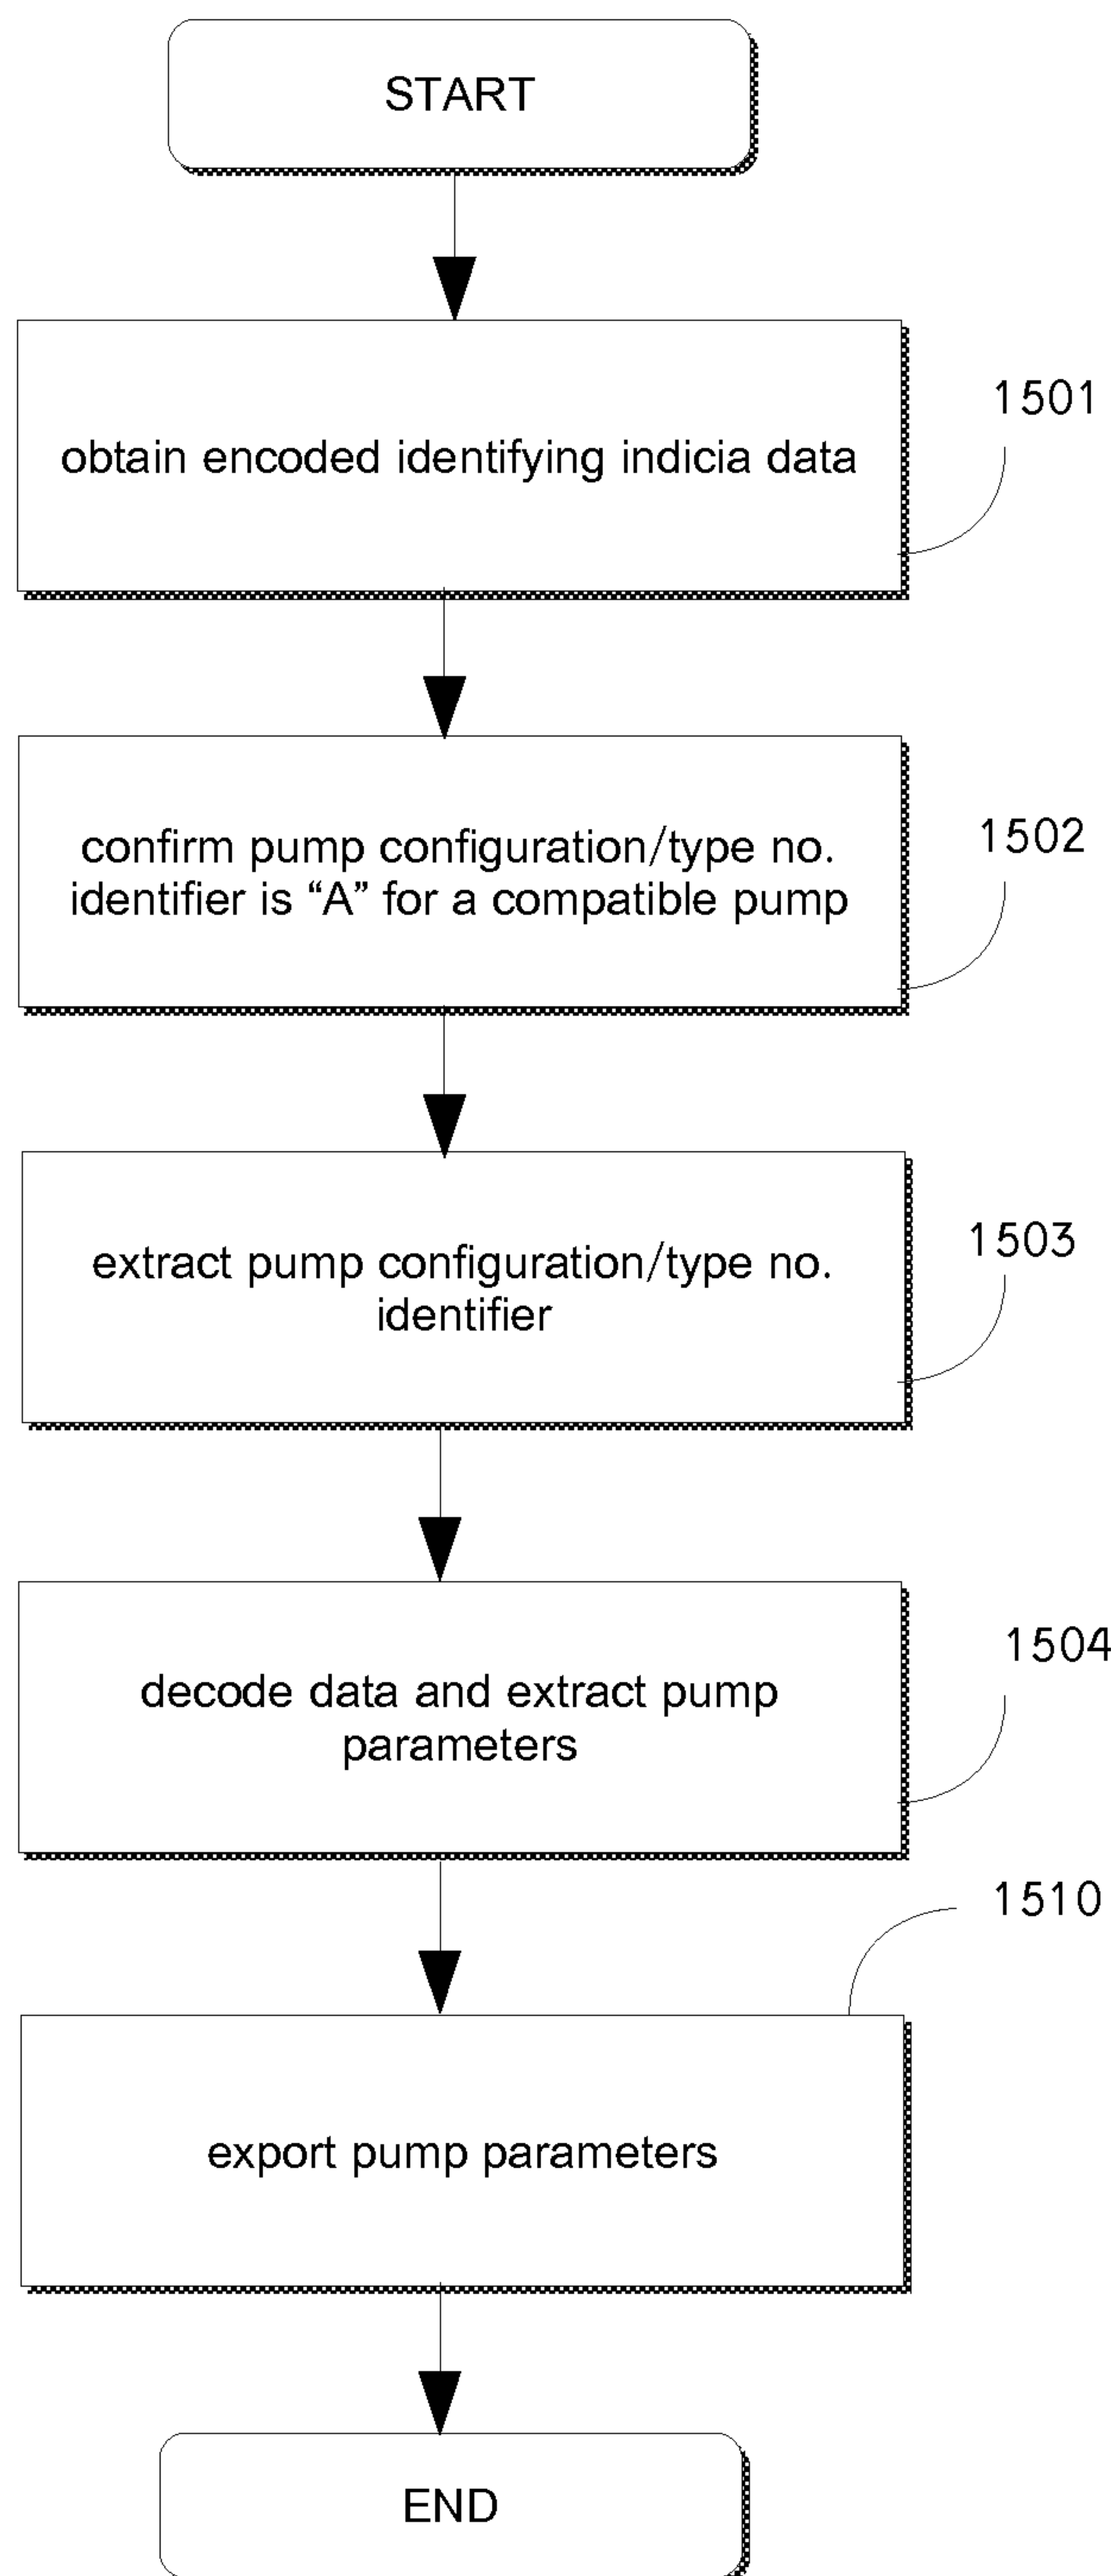 START
obtain encoded identifying indicia data
1501
confirm pump configuration/type no.
identifier is “A” for a compatible pump
1502
extract pump configuration/type no.
identifier
1503
decode data and extract pump
parameters
1504
1510
export pump parameters
END